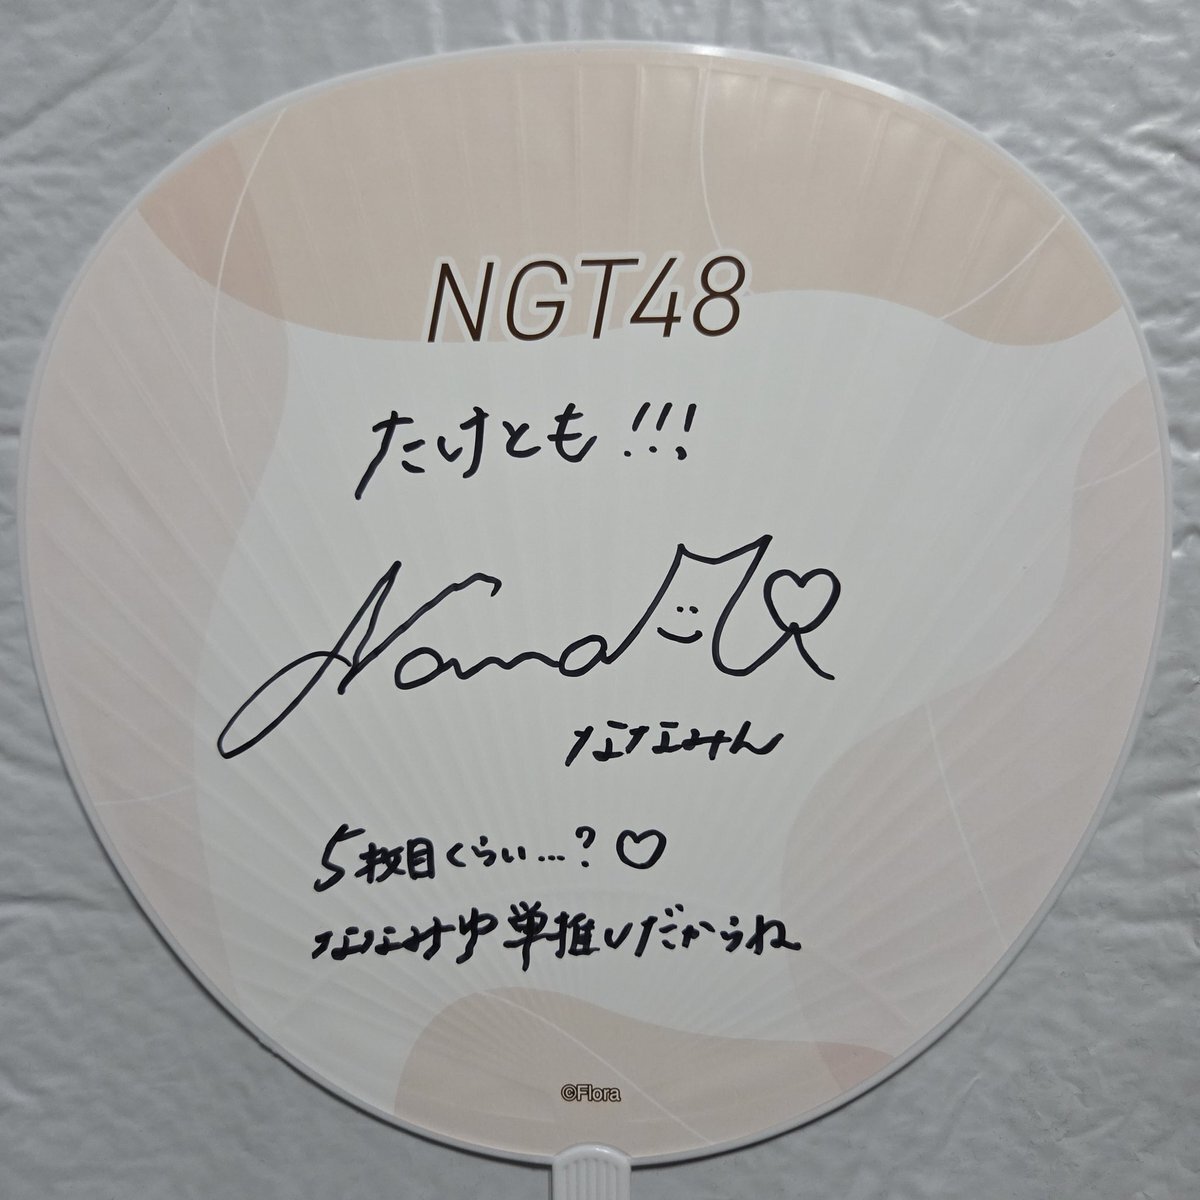 NGT48
たけとも!!!
Nana
ななみん
5枚目くらい…?♡
ななみゆ単推しだからね
©Flora